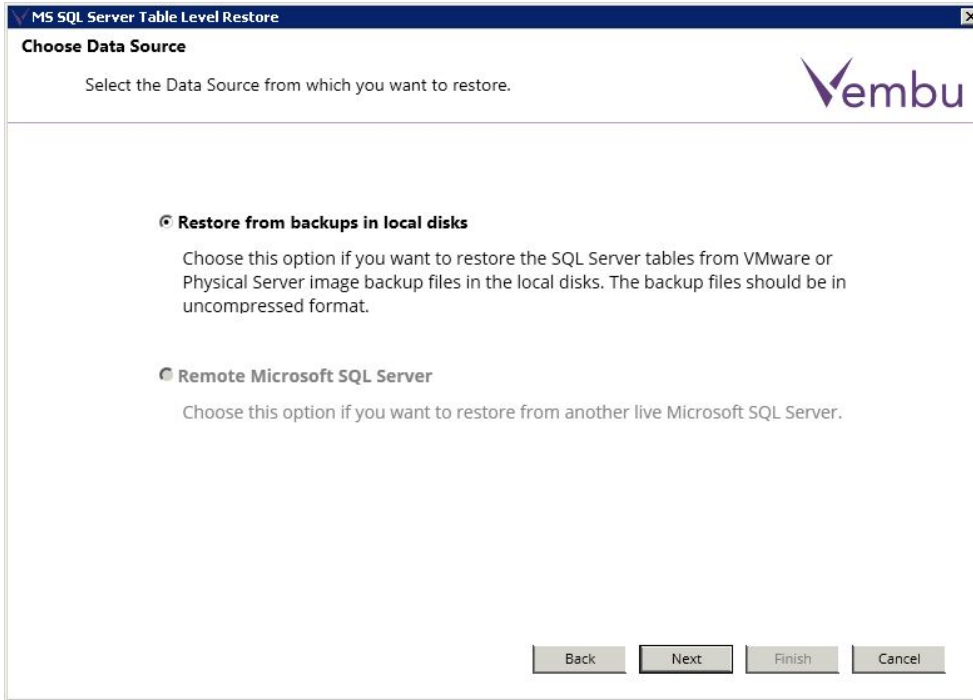 MS SQL Server Table Level Restore
Choose Data Source
Select the Data Source from which you want to restore.
Vembu
Restore from backups in local disks
Choose this option if you want to restore the SQL Server tables from VMware or
Physical Server image backup files in the local disks. The backup files should be in
uncompressed format.
Remote Microsoft SQL Server
Choose this option if you want to restore from another live Microsoft SQL Server.
Back Next Finish Cancel